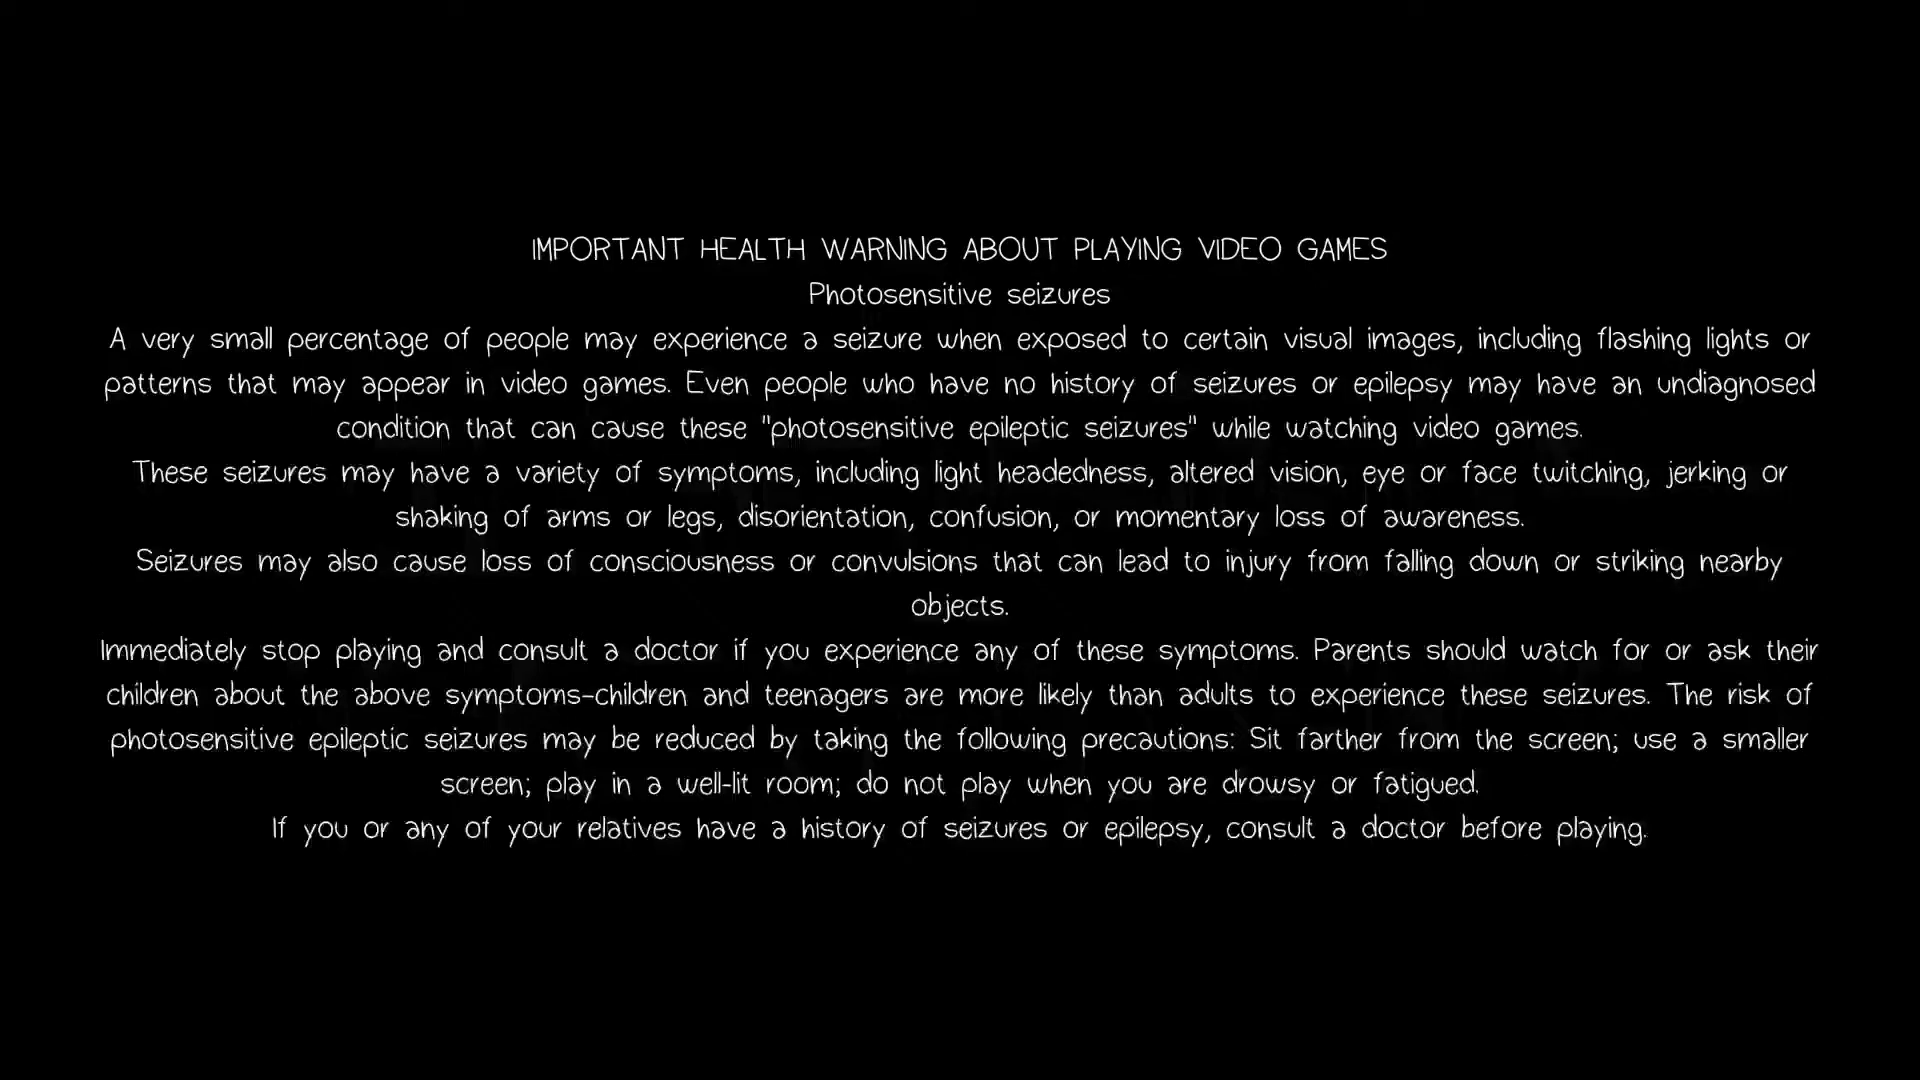 IMPORTANT HEALTH WARNING ABOUT PLAYING VIDEO GAMES
Photosensitive seizures
A very small percentage of people may experience a seizure when exposed to certain visual images, including flashing lights or
patterns that may appear in video games. Even people who have no history of seizures or epilepsy may have an undiagnosed
condition that can cause these "photosensitive epileptic seizures" while watching video games.
These seizures may have a variety of symptoms, including light headedness, altered vision, eye or face twitching, jerking or
shaking of arms or legs, disorientation, confusion, or momentary loss of awareness.
Seizures may also cause loss of consciousness or convulsions that can lead to injury from falling down or striking nearby
objects.
Immediately stop playing and consult a doctor if you experience any of these symptoms. Parents should watch for or ask their
children about the above symptoms-children and teenagers are more likely than adults to experience these seizures. The risk of
photosensitive epileptic seizures may be reduced by taking the following precautions: Sit farther from the screen; use a smaller
screen; play in a well-lit room; do not play when you are drowsy or fatigued.
If you or any of your relatives have a history of seizures or epilepsy, consult a doctor before playing.